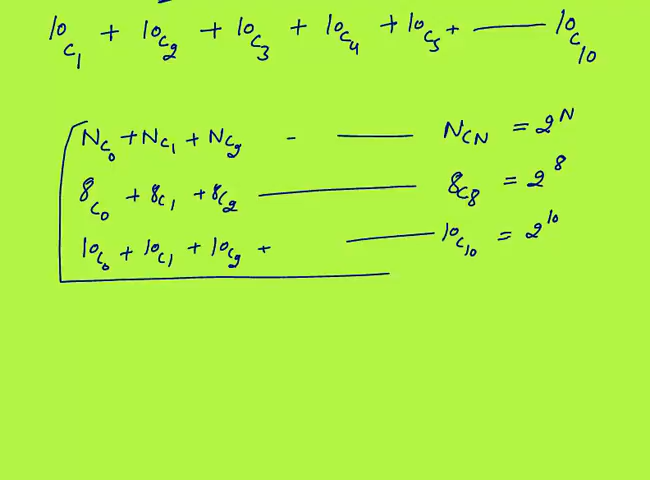 10C1 + 10C2 + 10C3 + 10C4 + 10C5 + —— 10C10
NC0 + NC1 + NC2 - —— NCN = 2^N
8C0 + 8C1 + 8C2 —— 8C8 = 2^8
10C0 + 10C1 + 10C2 + —— 10C10 = 2^10